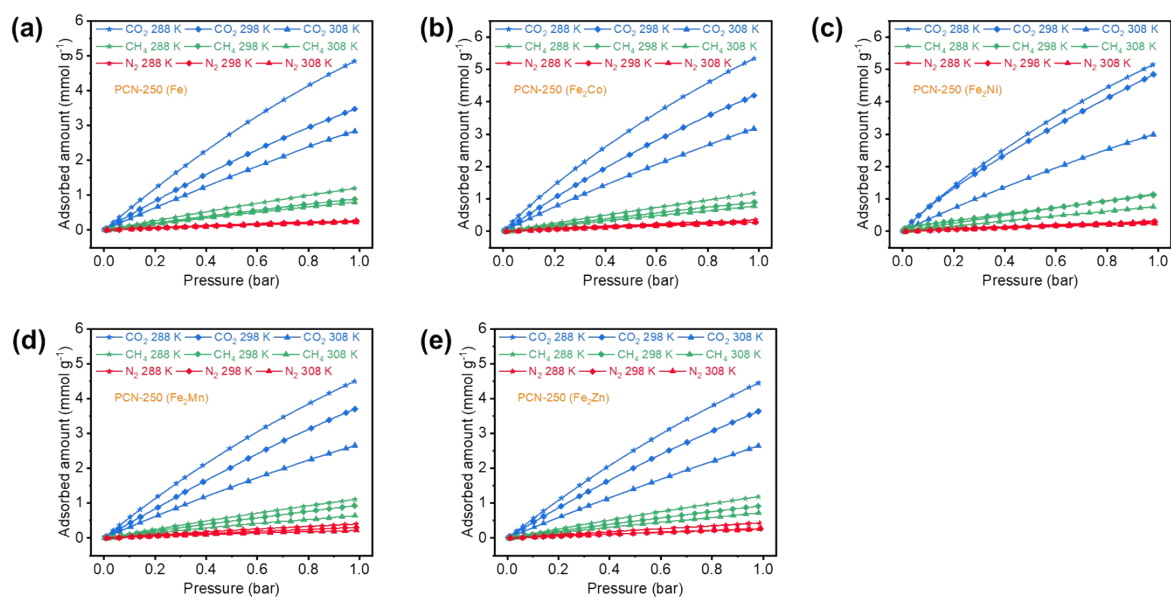 (a)
6
5
4
3
2
1
0
Adsorbed amount (mmol g⁻¹)
CO₂ 288 K CO₂ 298 K CO₂ 308 K
CH₄ 288 K CH₄ 298 K CH₄ 308 K
N₂ 288 K N₂ 298 K N₂ 308 K
PCN-250 (Fe)
0.0 0.2 0.4 0.6 0.8 1.0
Pressure (bar)
(b)
6
5
4
3
2
1
0
Adsorbed amount (mmol g⁻¹)
CO₂ 288 K CO₂ 298 K CO₂ 308 K
CH₄ 288 K CH₄ 298 K CH₄ 308 K
N₂ 288 K N₂ 298 K N₂ 308 K
PCN-250 (Fe₂Co)
0.0 0.2 0.4 0.6 0.8 1.0
Pressure (bar)
(c)
6
5
4
3
2
1
0
Adsorbed amount (mmol g⁻¹)
CO₂ 288 K CO₂ 298 K CO₂ 308 K
CH₄ 288 K CH₄ 298 K CH₄ 308 K
N₂ 288 K N₂ 298 K N₂ 308 K
PCN-250 (Fe₂Ni)
0.0 0.2 0.4 0.6 0.8 1.0
Pressure (bar)
(d)
6
5
4
3
2
1
0
Adsorbed amount (mmol g⁻¹)
CO₂ 288 K CO₂ 298 K CO₂ 308 K
CH₄ 288 K CH₄ 298 K CH₄ 308 K
N₂ 288 K N₂ 298 K N₂ 308 K
PCN-250 (Fe₂Mn)
0.0 0.2 0.4 0.6 0.8 1.0
Pressure (bar)
(e)
6
5
4
3
2
1
0
Adsorbed amount (mmol g⁻¹)
CO₂ 288 K CO₂ 298 K CO₂ 308 K
CH₄ 288 K CH₄ 298 K CH₄ 308 K
N₂ 288 K N₂ 298 K N₂ 308 K
PCN-250 (Fe₂Zn)
0.0 0.2 0.4 0.6 0.8 1.0
Pressure (bar)